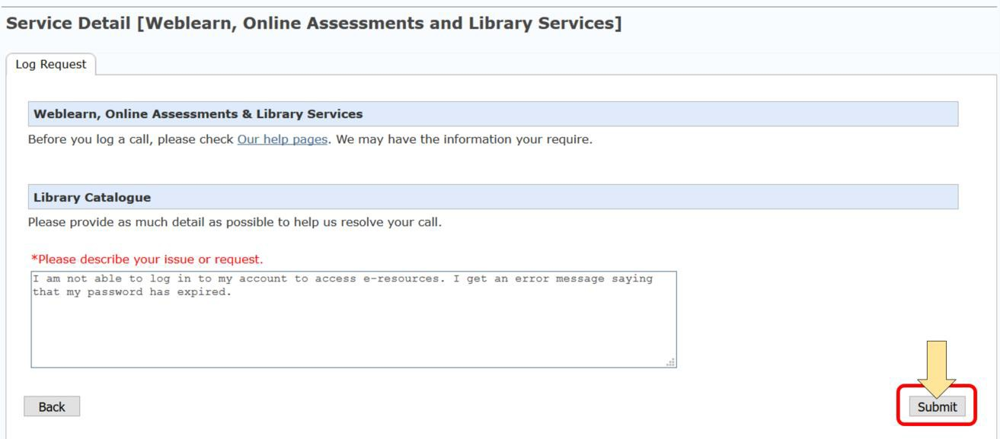 Service Detail [Weblearn, Online Assessments and Library Services]
Log Request
Weblearn, Online Assessments & Library Services
Before you log a call, please check Our help pages. We may have the information your require.
Library Catalogue
Please provide as much detail as possible to help us resolve your call.
*Please describe your issue or request.
I am not able to log in to my account to access e-resources. I get an error message saying
that my password has expired.
Back
Submit